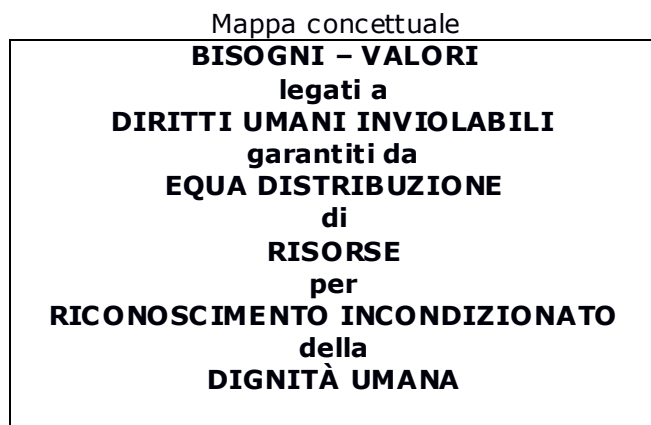 Mappa concettuale
BISOGNI – VALORI
legati a
DIRITTI UMANI INVIOLABILI
garantiti da
EQUA DISTRIBUZIONE
di
RISORSE
per
RICONOSCIMENTO INCONDIZIONATO
della
DIGNITÀ UMANA